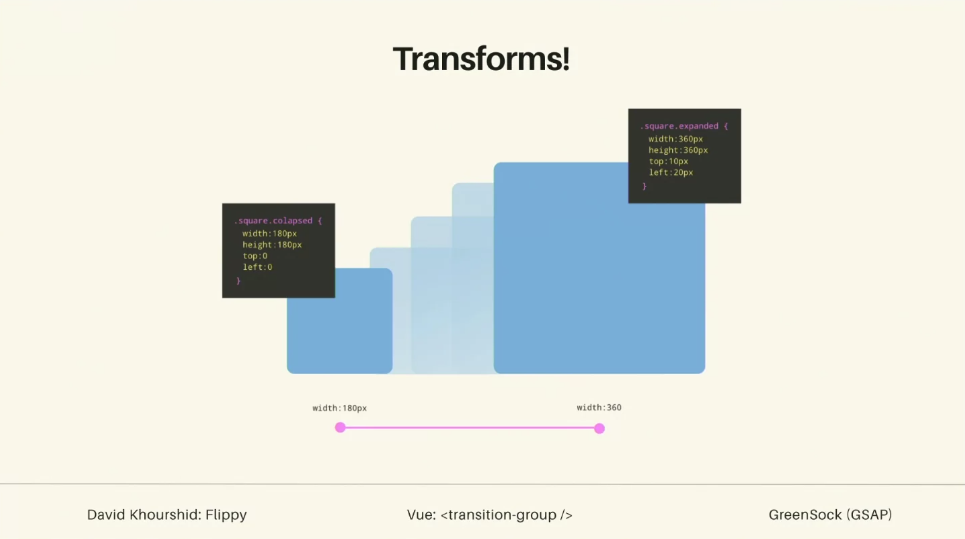 Transforms!
.square.expanded {
width:360px
height:360px
top:10px
left:20px
}
.square.colapsed {
width:180px
height:180px
top:0
left:0
}
width:180px
width:360
David Khourshid: Flippy
Vue: <transition-group />
GreenSock (GSAP)